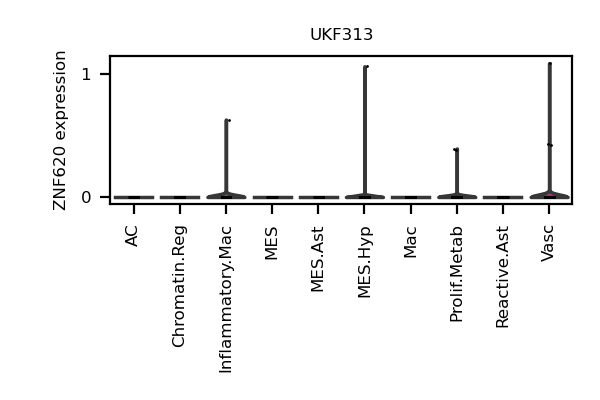 UKF313
ZNF620 expression
1
0
AC
Chromatin.Reg
Inflammatory.Mac
MES
MES.Ast
MES.Hyp
Mac
Prolif.Metab
Reactive.Ast
Vasc